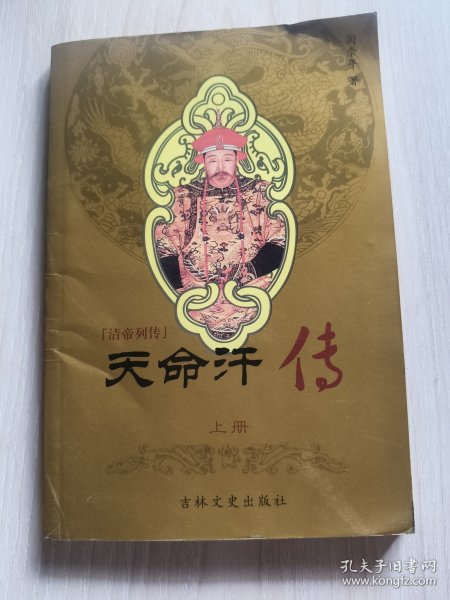 阎崇年 著
「清帝列传」
天命汗传
上册
吉林文史出版社
孔夫子旧书网
www.kongfz.com